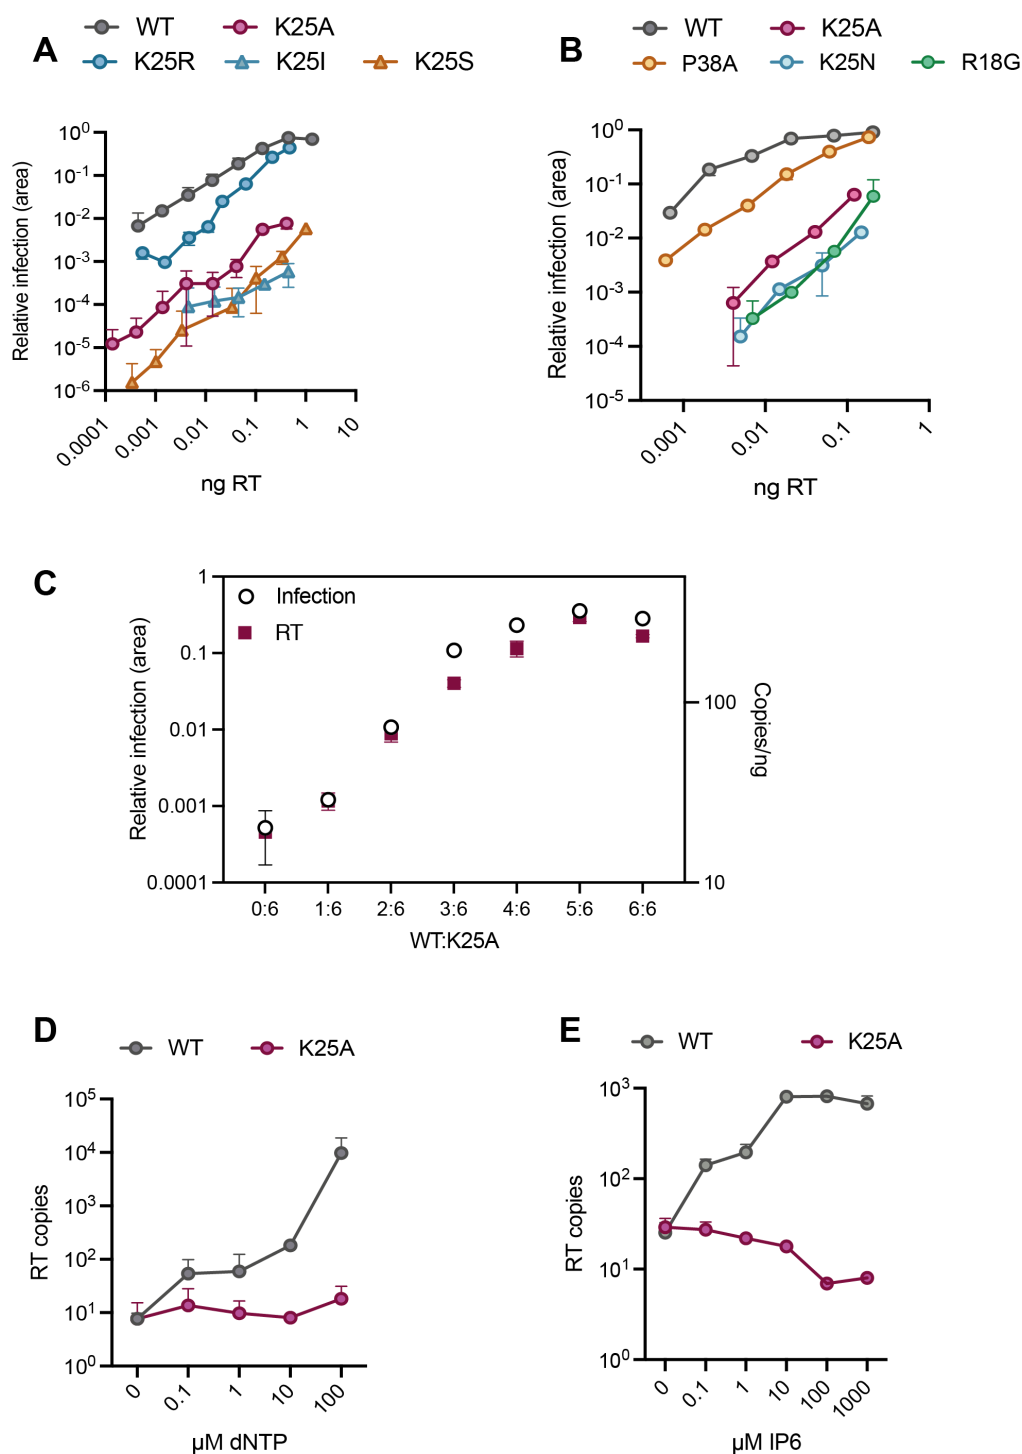 A
WT K25A
K25R K25I K25S
Relative infection (area)
10^0
10^-1
10^-2
10^-3
10^-4
10^-5
10^-6
0.0001 0.001 0.01 0.1 1 10
ng RT
B
WT K25A
P38A K25N R18G
Relative infection (area)
10^0
10^-1
10^-2
10^-3
10^-4
10^-5
0.001 0.01 0.1 1
ng RT
C
Infection
RT
Relative infection (area)
1
0.1
0.01
0.001
0.0001
100
10
Copies/ng
0:6 1:6 2:6 3:6 4:6 5:6 6:6
WT:K25A
D
WT K25A
RT copies
10^5
10^4
10^3
10^2
10^1
10^0
0 0.1 1 10 100
µM dNTP
E
WT K25A
RT copies
10^3
10^2
10^1
10^0
0 0.1 1 10 100 1000
µM IP6